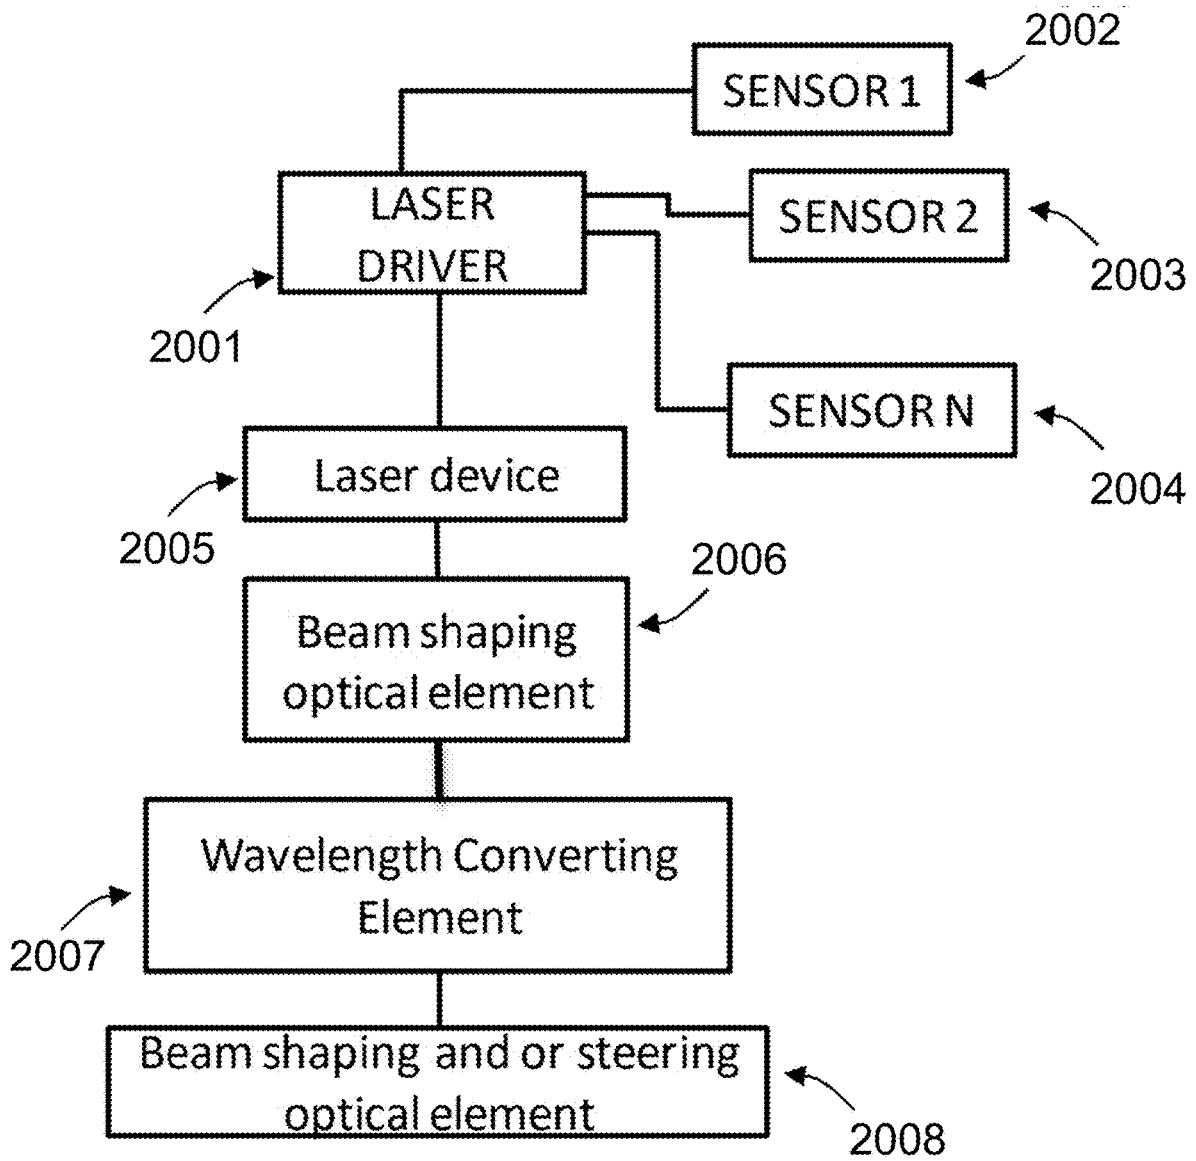 2002
SENSOR 1
LASER
DRIVER
SENSOR 2
2003
2001
SENSOR N
2004
Laser device
2005
2006
Beam shaping
optical element
Wavelength Converting
Element
2007
Beam shaping and or steering
optical element
2008